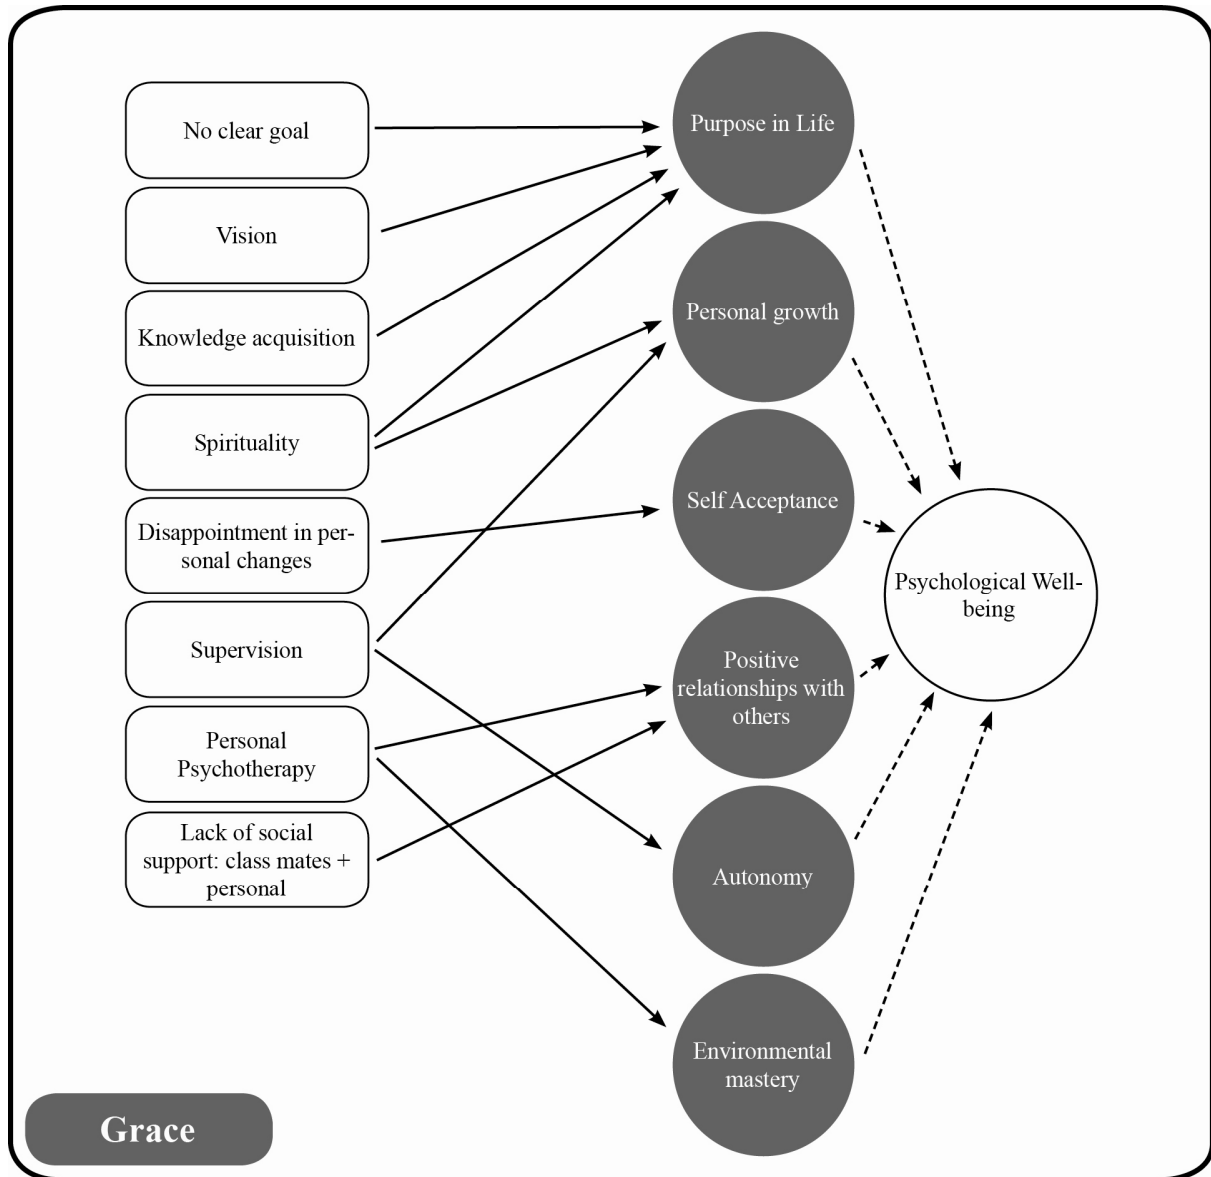 No clear goal
Vision
Knowledge acquisition
Spirituality
Disappointment in per-
sonal changes
Supervision
Personal
Psychotherapy
Lack of social
support: class mates +
personal
Purpose in Life
Personal growth
Self Acceptance
Positive
relationships with
others
Autonomy
Environmental
mastery
Psychological Well-
being
Grace